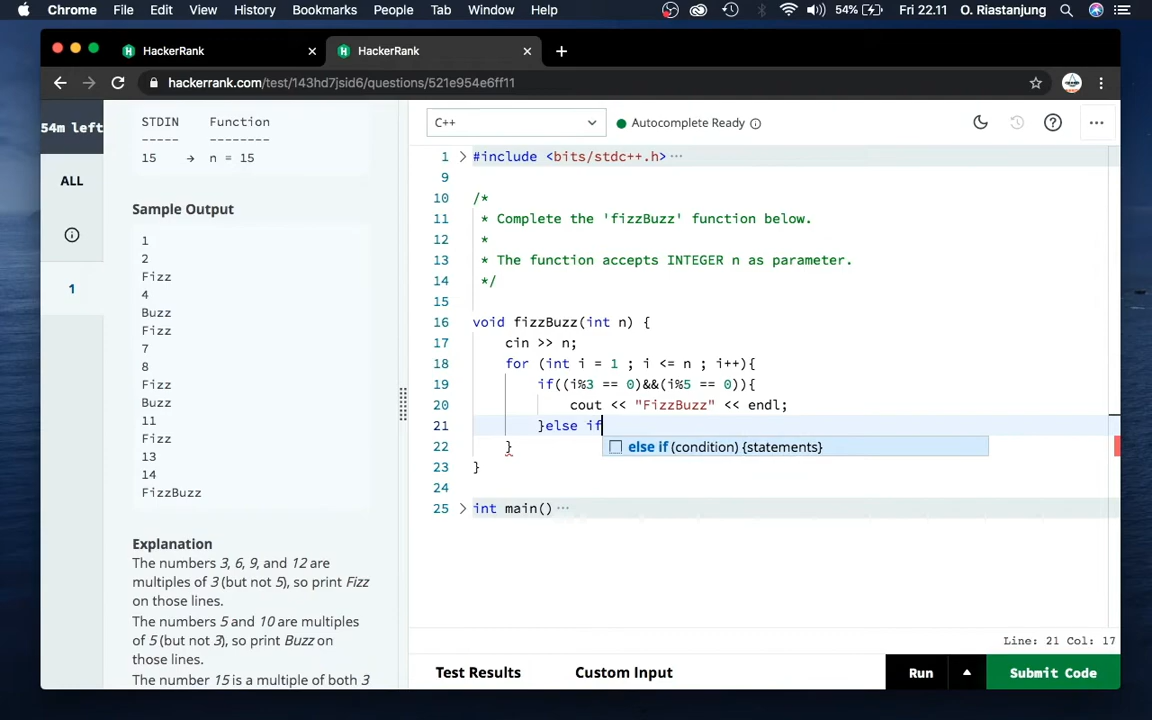 Chrome File Edit View History Bookmarks People Tab Window Help 54% Fri 22.11 O. Riastanjung
HackerRank
HackerRank
hackerrank.com/test/143hd7jsid6/questions/521e954e6ff11
54m left
ALL
1
STDIN Function
----- --------
15 → n = 15
Sample Output
1
2
Fizz
4
Buzz
Fizz
7
8
Fizz
Buzz
11
Fizz
13
14
FizzBuzz
Explanation
The numbers 3, 6, 9, and 12 are
multiples of 3 (but not 5), so print Fizz
on those lines.
The numbers 5 and 10 are multiples
of 5 (but not 3), so print Buzz on
those lines.
The number 15 is a multiple of both 3
C++ Autocomplete Ready
1 #include <bits/stdc++.h> ···
9
10 /*
11 * Complete the 'fizzBuzz' function below.
12 *
13 * The function accepts INTEGER n as parameter.
14 */
15
16 void fizzBuzz(int n) {
17 cin >> n;
18 for (int i = 1 ; i <= n ; i++){
19 if((i%3 == 0)&&(i%5 == 0)){
20 cout << "FizzBuzz" << endl;
21 }else if
22 }
else if (condition) {statements}
23 }
24
25 int main() ···
Line: 21 Col: 17
Test Results Custom Input Run Submit Code